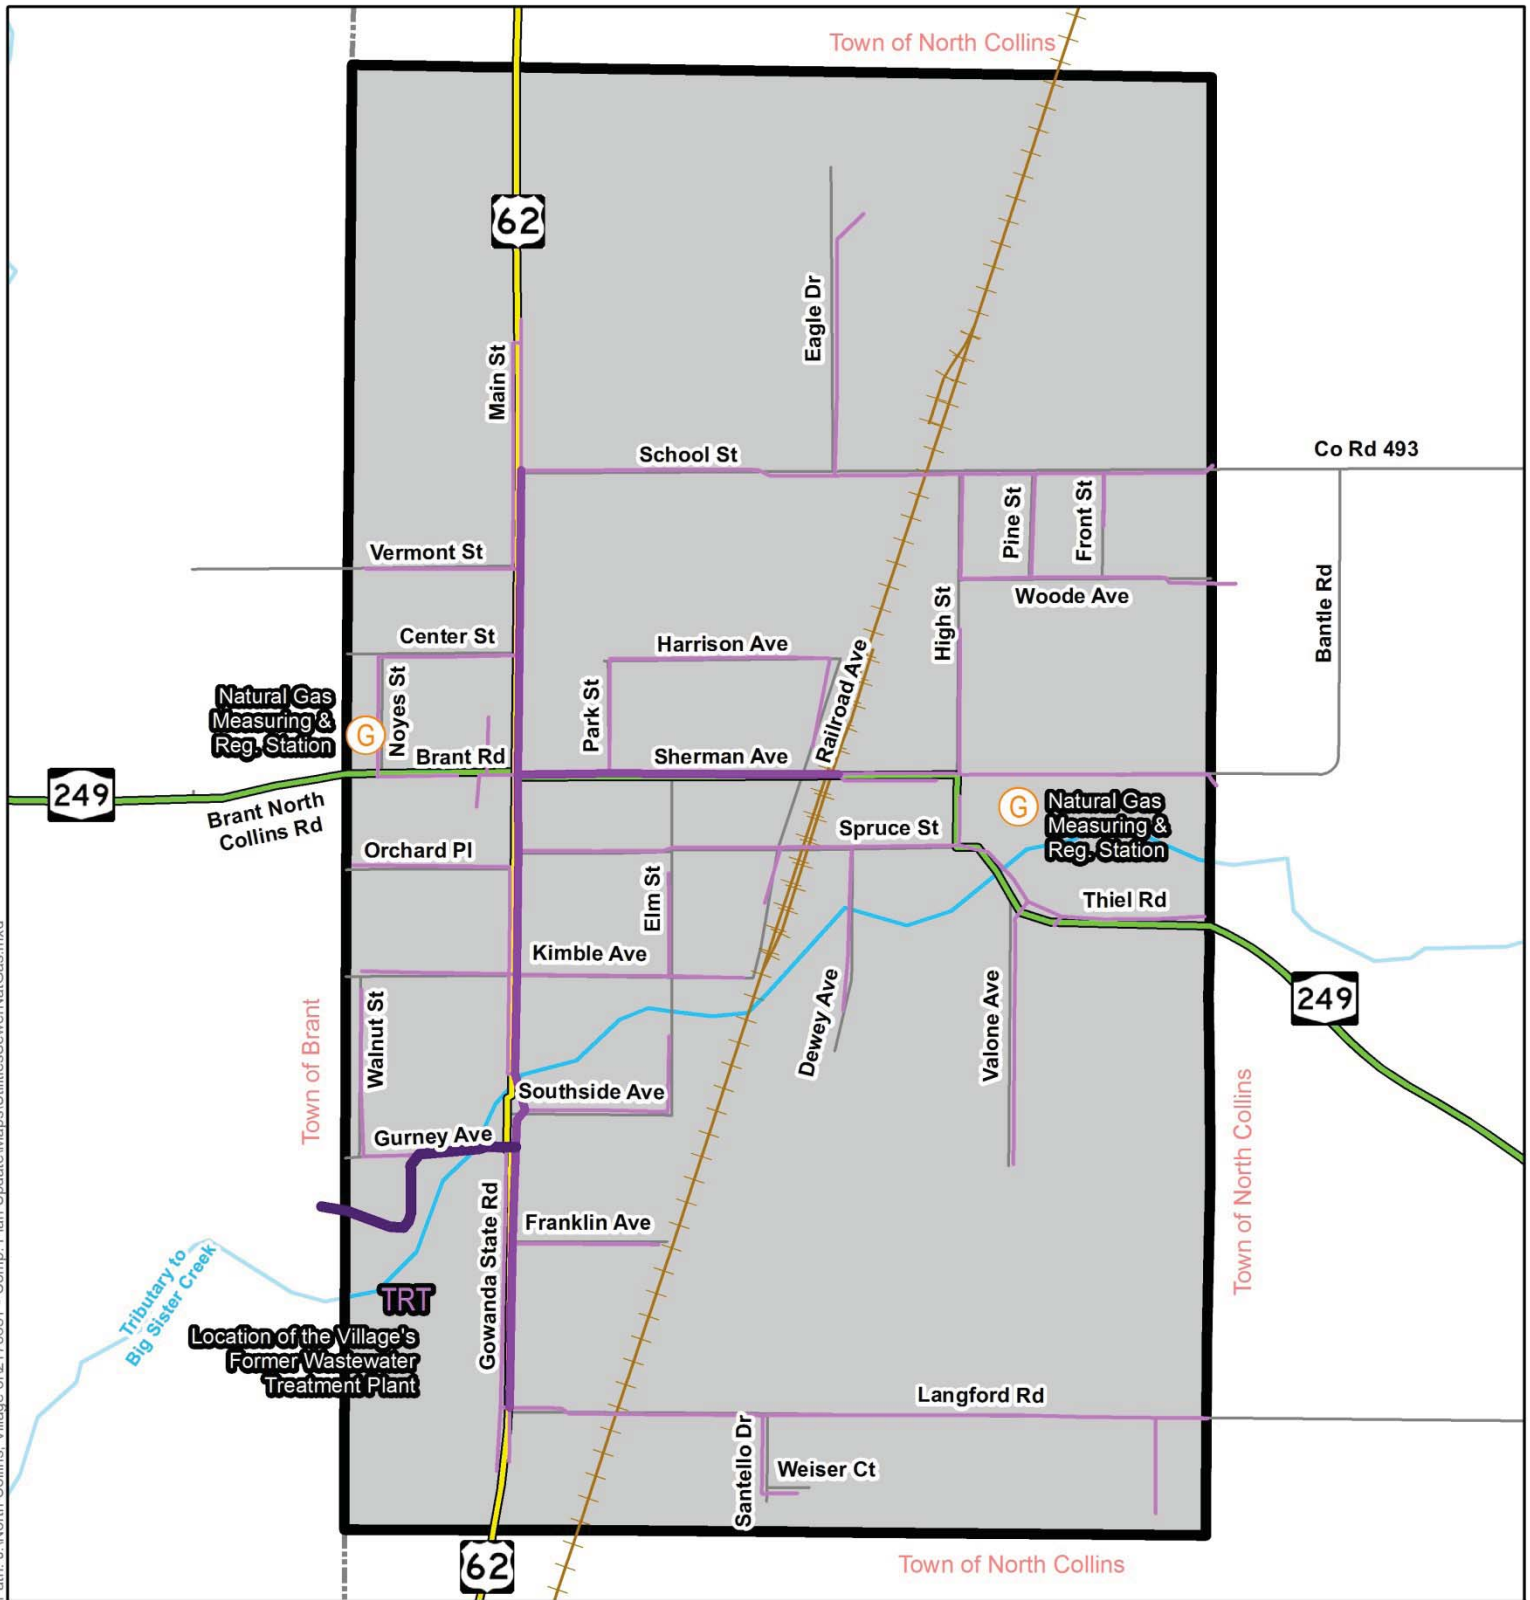 Town of North Collins
62
Eagle Dr
Main St
School St
Co Rd 493
Pine St
Front St
Vermont St
Woode Ave
Bantle Rd
High St
Center St
Harrison Ave
Railroad Ave
Natural Gas
Measuring &
Reg. Station
G
Noyes St
Park St
Brant Rd
Sherman Ave
249
Brant North
Collins Rd
G
Natural Gas
Measuring &
Reg. Station
Spruce St
Orchard Pl
Elm St
Thiel Rd
Kimble Ave
249
Walnut St
Dewey Ave
Valone Ave
Town of Brant
Southside Ave
Gurney Ave
Town of North Collins
Gowanda State Rd
Franklin Ave
Tributary to
Big Sister Creek
TRT
Location of the Village's
Former Wastewater
Treatment Plant
Langford Rd
Santello Dr
Weiser Ct
62
Town of North Collins